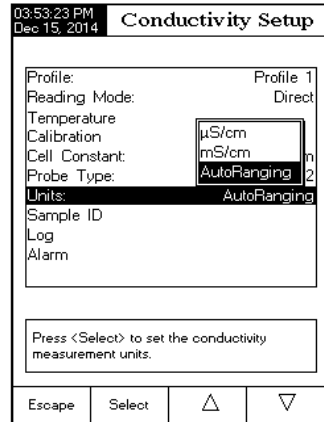 03:53:23 PM
Dec 15, 2014
Conductivity Setup
Profile: Profile 1
Reading Mode: Direct
Temperature
Calibration
µS/cm
mS/cm
AutoRanging
Cell Constant: m
Probe Type: 2
Units: AutoRanging
Sample ID
Log
Alarm
Press <Select> to set the conductivity
measurement units.
Escape Select